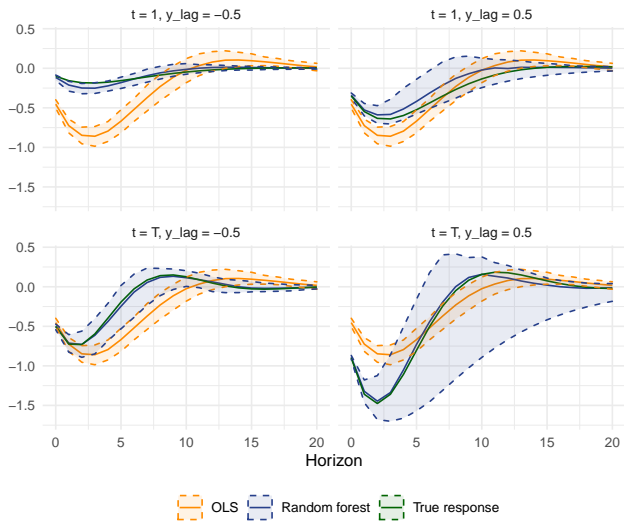 t = 1, y_lag = −0.5
t = 1, y_lag = 0.5
0.5
0.0
−0.5
−1.0
−1.5
t = T, y_lag = −0.5
t = T, y_lag = 0.5
0.5
0.0
−0.5
−1.0
−1.5
0 5 10 15 20 0 5 10 15 20
Horizon
OLS Random forest True response